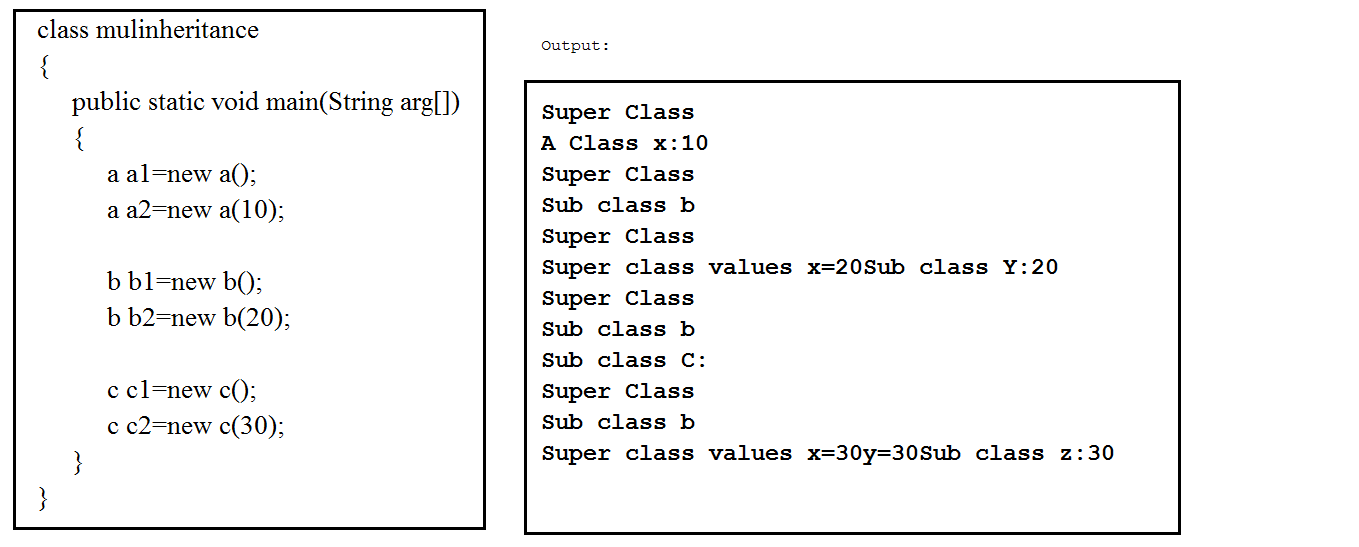 class mulinheritance
{
public static void main(String arg[])
{
a a1=new a();
a a2=new a(10);
b b1=new b();
b b2=new b(20);
c c1=new c();
c c2=new c(30);
}
}
Output:
Super Class
A Class x:10
Super Class
Sub class b
Super Class
Super class values x=20Sub class Y:20
Super Class
Sub class b
Sub class C:
Super Class
Sub class b
Super class values x=30y=30Sub class z:30